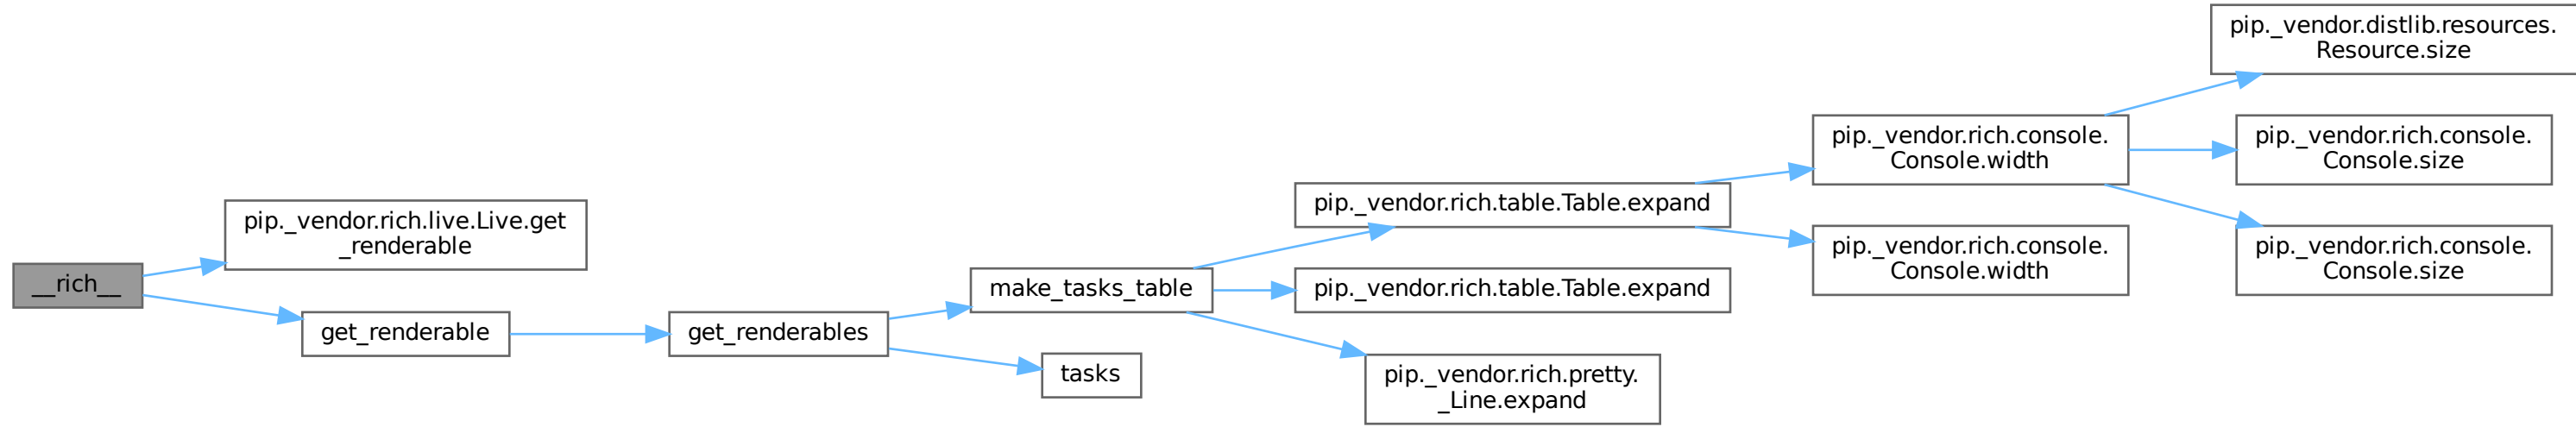 __rich__
pip._vendor.rich.live.Live.get
_renderable
get_renderable
get_renderables
make_tasks_table
tasks
pip._vendor.rich.table.Table.expand
pip._vendor.rich.table.Table.expand
pip._vendor.rich.pretty.
_Line.expand
pip._vendor.rich.console.
Console.width
pip._vendor.rich.console.
Console.width
pip._vendor.distlib.resources.
Resource.size
pip._vendor.rich.console.
Console.size
pip._vendor.rich.console.
Console.size